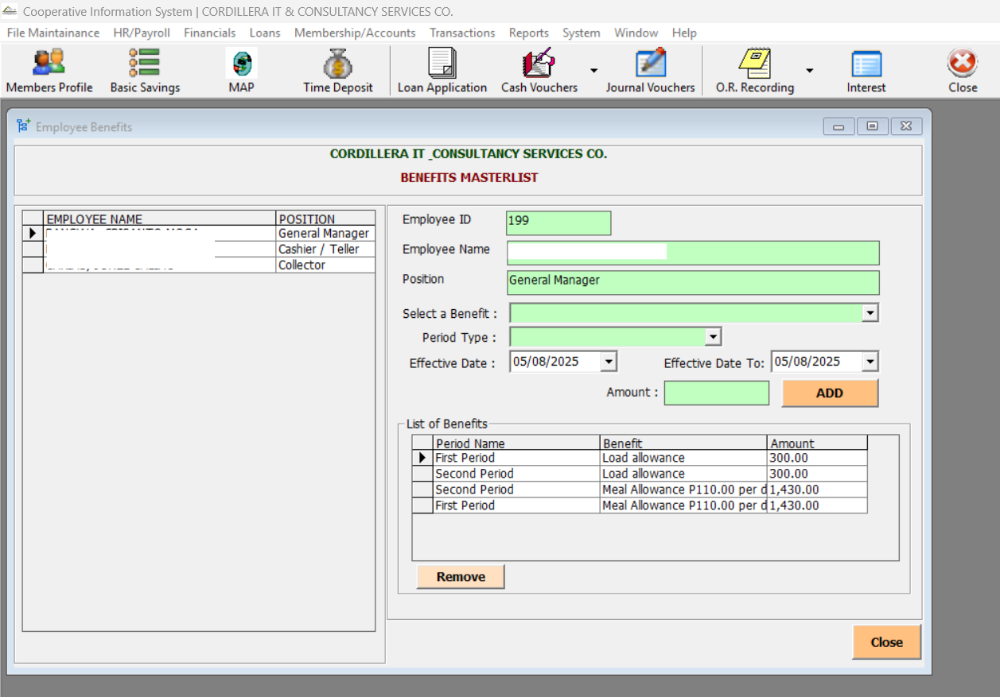 Cooperative Information System | CORDILLERA IT & CONSULTANCY SERVICES CO.
File Maintainance HR/Payroll Financials Loans Membership/Accounts Transactions Reports System Window Help
Members Profile Basic Savings MAP Time Deposit Loan Application Cash Vouchers Journal Vouchers O.R. Recording Interest Close
Employee Benefits
CORDILLERA IT _CONSULTANCY SERVICES CO.
BENEFITS MASTERLIST
EMPLOYEE NAME POSITION
General Manager
Cashier / Teller
Collector
Employee ID 199
Employee Name
Position General Manager
Select a Benefit :
Period Type :
Effective Date : 05/08/2025 Effective Date To: 05/08/2025
Amount : ADD
List of Benefits
Period Name Benefit Amount
First Period Load allowance 300.00
Second Period Load allowance 300.00
Second Period Meal Allowance P110.00 per d 1,430.00
First Period Meal Allowance P110.00 per d 1,430.00
Remove
Close